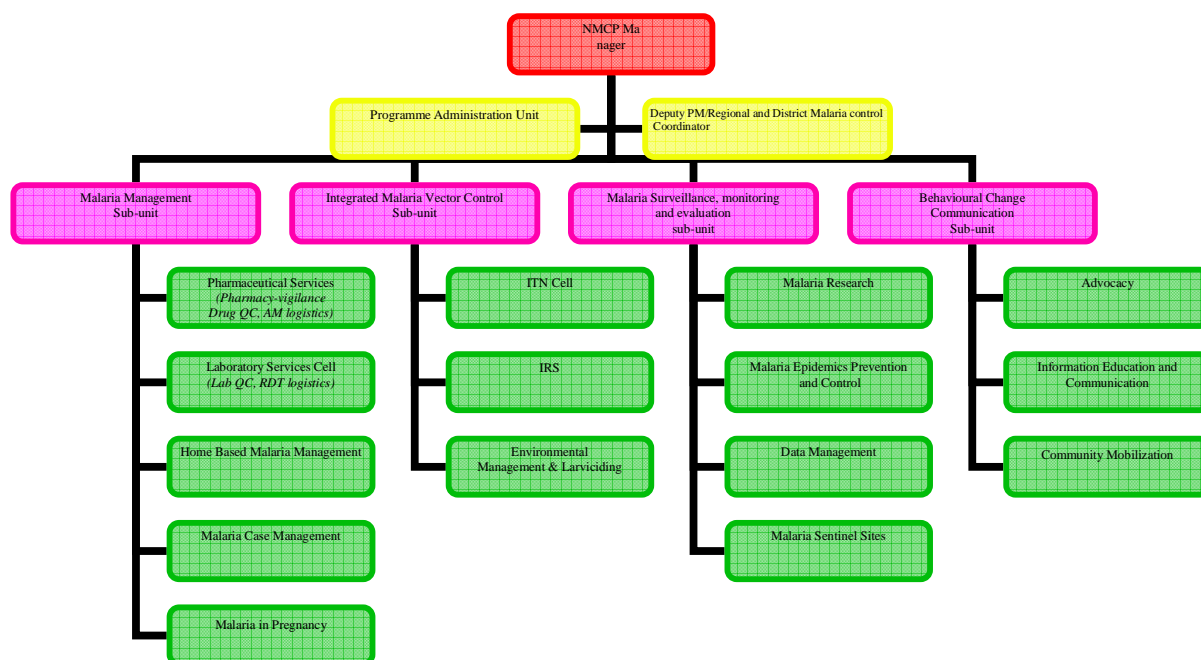 NMCP Ma
nager
Programme Administration Unit
Deputy PM/Regional and District Malaria control
Coordinator
Malaria Management
Sub-unit
Integrated Malaria Vector Control
Sub-unit
Malaria Surveillance, monitoring
and evaluation
sub-unit
Behavioural Change
Communication
Sub-unit
Pharmaceutical Services
(Pharmacy-vigilance
Drug QC, AM logistics)
Laboratory Services Cell
(Lab QC, RDT logistics)
Home Based Malaria Management
Malaria Case Management
Malaria in Pregnancy
ITN Cell
IRS
Environmental
Management & Larviciding
Malaria Research
Malaria Epidemics Prevention
and Control
Data Management
Malaria Sentinel Sites
Advocacy
Information Education and
Communication
Community Mobilization